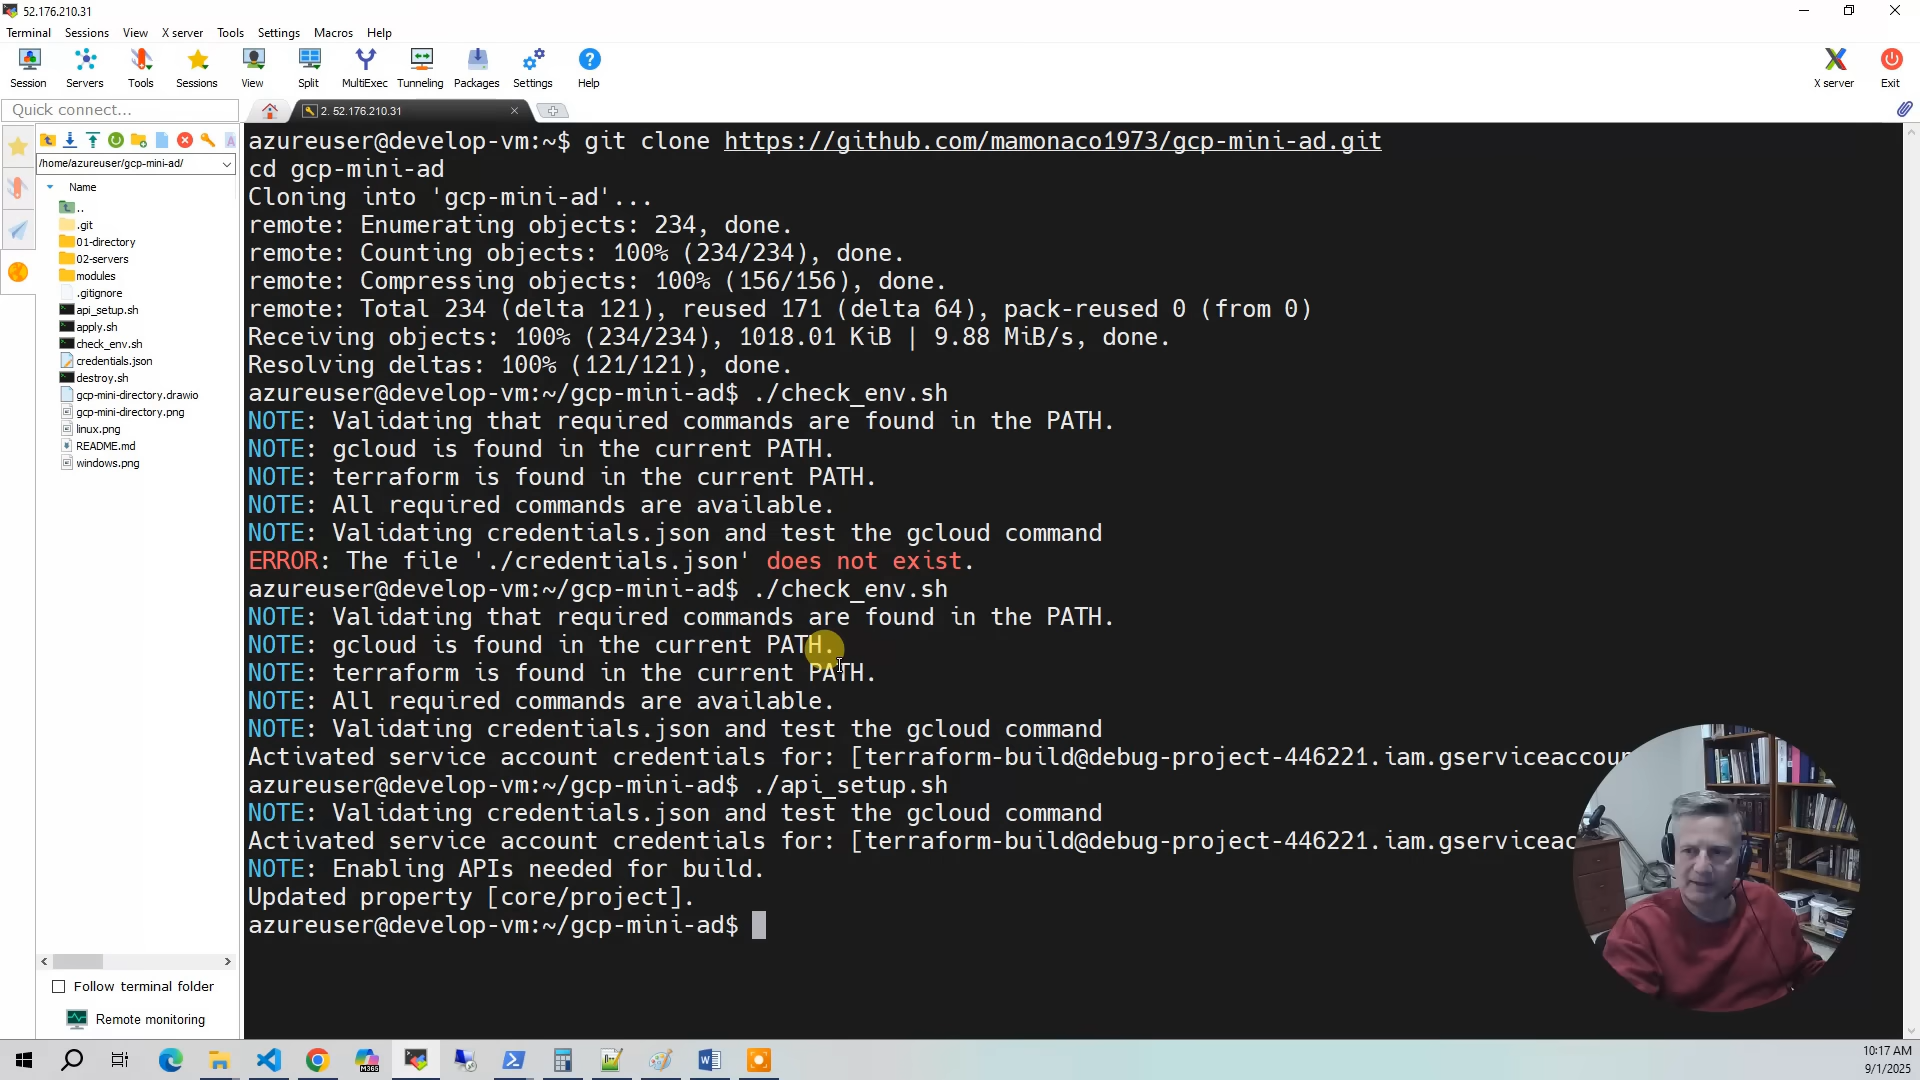 52.176.210.31
Terminal Sessions View X server Tools Settings Macros Help
Session Servers Tools Sessions View Split MultiExec Tunneling Packages Settings Help X server Exit
Quick connect...
2. 52.176.210.31
/home/azureuser/gcp-mini-ad/
Name
..
.git
01-directory
02-servers
modules
.gitignore
api_setup.sh
apply.sh
check_env.sh
credentials.json
destroy.sh
gcp-mini-directory.drawio
gcp-mini-directory.png
linux.png
README.md
windows.png
Follow terminal folder
Remote monitoring
azureuser@develop-vm:~$ git clone https://github.com/mamonaco1973/gcp-mini-ad.git
cd gcp-mini-ad
Cloning into 'gcp-mini-ad'...
remote: Enumerating objects: 234, done.
remote: Counting objects: 100% (234/234), done.
remote: Compressing objects: 100% (156/156), done.
remote: Total 234 (delta 121), reused 171 (delta 64), pack-reused 0 (from 0)
Receiving objects: 100% (234/234), 1018.01 KiB | 9.88 MiB/s, done.
Resolving deltas: 100% (121/121), done.
azureuser@develop-vm:~/gcp-mini-ad$ ./check_env.sh
NOTE: Validating that required commands are found in the PATH.
NOTE: gcloud is found in the current PATH.
NOTE: terraform is found in the current PATH.
NOTE: All required commands are available.
NOTE: Validating credentials.json and test the gcloud command
ERROR: The file './credentials.json' does not exist.
azureuser@develop-vm:~/gcp-mini-ad$ ./check_env.sh
NOTE: Validating that required commands are found in the PATH.
NOTE: gcloud is found in the current PATH.
NOTE: terraform is found in the current PATH.
NOTE: All required commands are available.
NOTE: Validating credentials.json and test the gcloud command
Activated service account credentials for: [terraform-build@debug-project-446221.iam.gserviceaccou
azureuser@develop-vm:~/gcp-mini-ad$ ./api_setup.sh
NOTE: Validating credentials.json and test the gcloud command
Activated service account credentials for: [terraform-build@debug-project-446221.iam.gserviceac
NOTE: Enabling APIs needed for build.
Updated property [core/project].
azureuser@develop-vm:~/gcp-mini-ad$
10:17 AM
9/1/2025